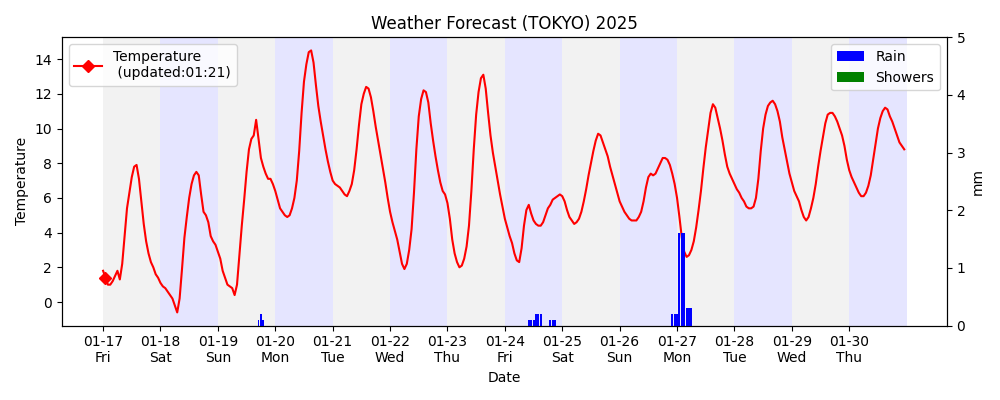 Weather Forecast (TOKYO) 2025
Temperature
(updated:01:21)
Rain
Showers
Temperature
14
12
10
8
6
4
2
0
5
4
3
2
1
0
mm
01-17 01-18 01-19 01-20 01-21 01-22 01-23 01-24 01-25 01-26 01-27 01-28 01-29 01-30
Fri Sat Sun Mon Tue Wed Thu Fri Sat Sun Mon Tue Wed Thu
Date